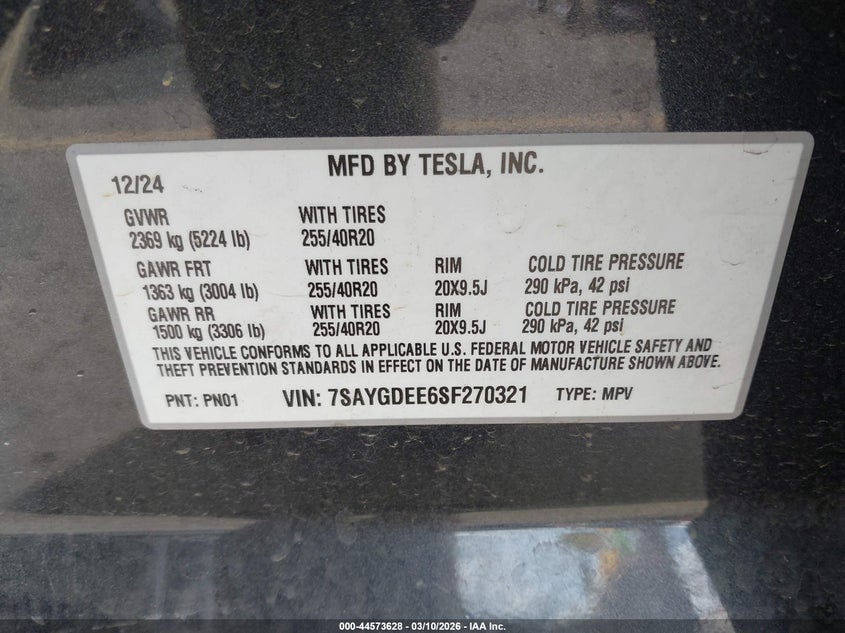 MFD BY TESLA, INC.
12/24
GVWR WITH TIRES
2369 kg (5224 lb) 255/40R20
GAWR FRT WITH TIRES RIM COLD TIRE PRESSURE
1363 kg (3004 lb) 255/40R20 20X9.5J 290 kPa, 42 psi
GAWR RR WITH TIRES RIM COLD TIRE PRESSURE
1500 kg (3306 lb) 255/40R20 20X9.5J 290 kPa, 42 psi
THIS VEHICLE CONFORMS TO ALL APPLICABLE U.S. FEDERAL MOTOR VEHICLE SAFETY AND
THEFT PREVENTION STANDARDS IN EFFECT ON THE DATE OF MANUFACTURE SHOWN ABOVE.
PNT: PN01 VIN: 7SAYGDEE6SF270321 TYPE: MPV
000-44573628 - 03/10/2026 - IAA Inc.